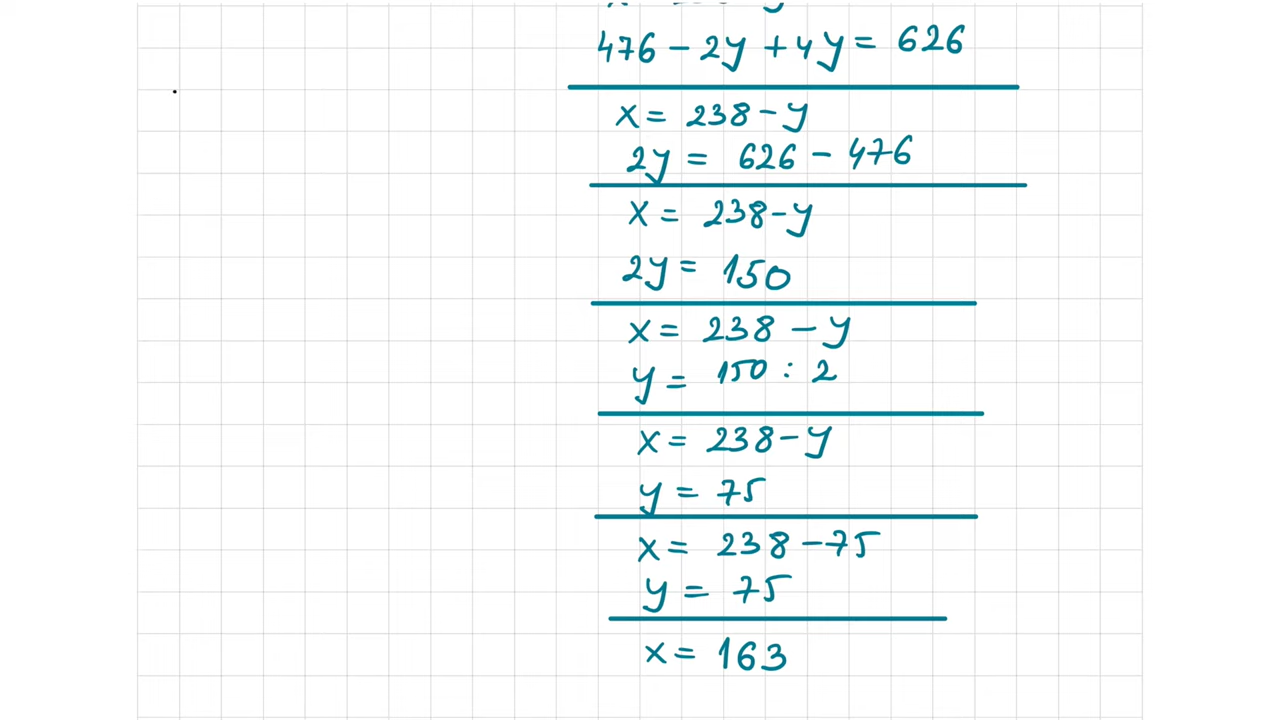 476 - 2y + 4y = 626
x = 238 - y
2y = 626 - 476
x = 238 - y
2y = 150
x = 238 - y
y = 150 : 2
x = 238 - y
y = 75
x = 238 - 75
y = 75
x = 163